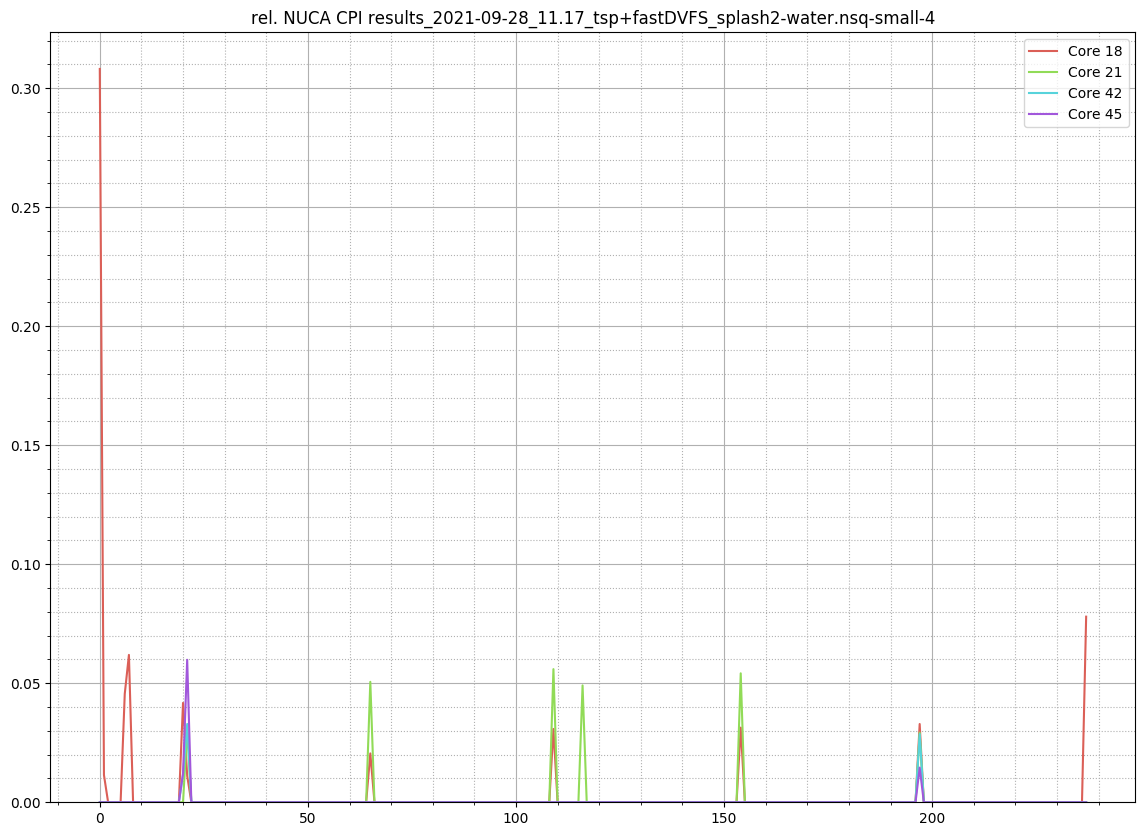 rel. NUCA CPI results_2021-09-28_11.17_tsp+fastDVFS_splash2-water.nsq-small-4
Core 18
Core 21
Core 42
Core 45
0.30
0.25
0.20
0.15
0.10
0.05
0.00
0 50 100 150 200